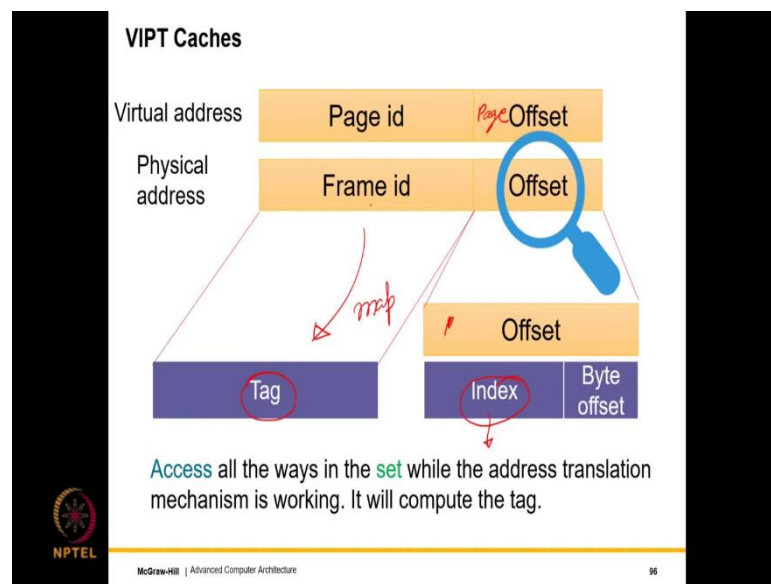 VIPT Caches
Virtual address
Page id
Page Offset
Physical
address
Frame id
Offset
map
Offset
Tag
Index
Byte
offset
Access all the ways in the set while the address translation
mechanism is working. It will compute the tag.
NPTEL
McGraw-Hill | Advanced Computer Architecture
96